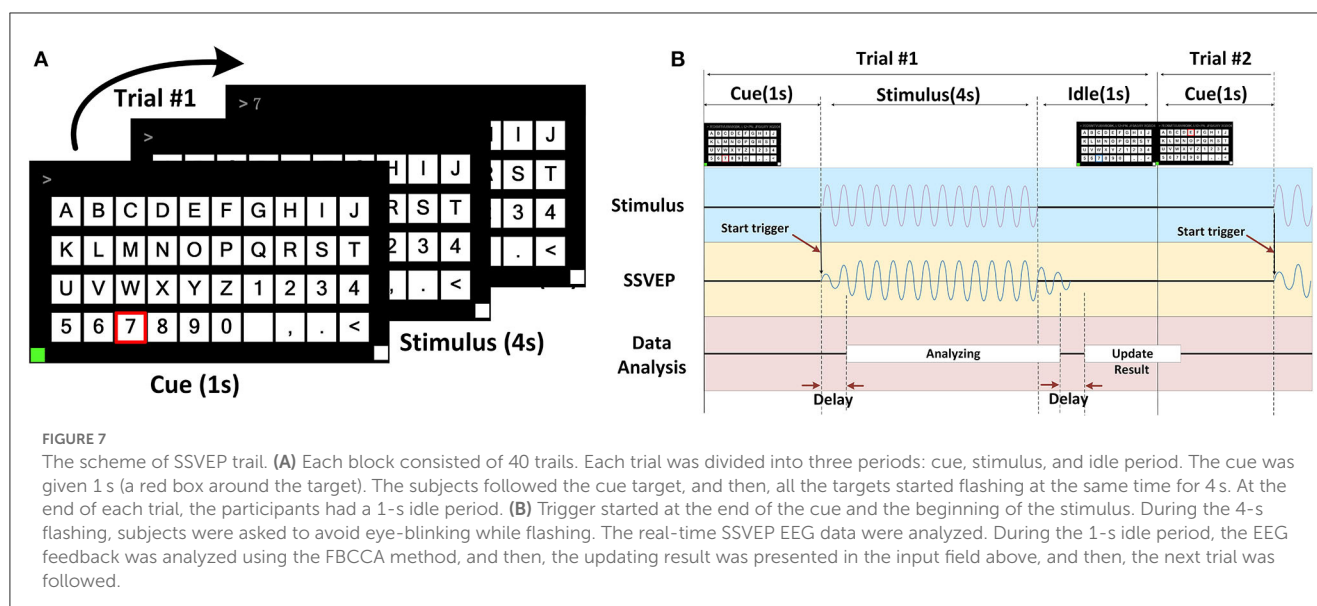 A
Trial #1
> 7
I J
S T
3 4
. <
>
H I J
R S T
2 3 4
, . <
>
A B C D E F G H I J
K L M N O P Q R S T
U V W X Y Z 1 2 3 4
5 6 ,7 8 9 0 , . <
Stimulus (4s)
Cue (1s)
B
Trial #1 Trial #2
Cue(1s) Stimulus(4s) Idle(1s) Cue(1s)
Stimulus
Start trigger Start trigger
SSVEP
Data
Analysis
Analyzing
Update
Result
Delay Delay
FIGURE 7
The scheme of SSVEP trail. (A) Each block consisted of 40 trails. Each trial was divided into three periods: cue, stimulus, and idle period. The cue was
given 1 s (a red box around the target). The subjects followed the cue target, and then, all the targets started flashing at the same time for 4 s. At the
end of each trial, the participants had a 1-s idle period. (B) Trigger started at the end of the cue and the beginning of the stimulus. During the 4-s
flashing, subjects were asked to avoid eye-blinking while flashing. The real-time SSVEP EEG data were analyzed. During the 1-s idle period, the EEG
feedback was analyzed using the FBCCA method, and then, the updating result was presented in the input field above, and then, the next trial was
followed.